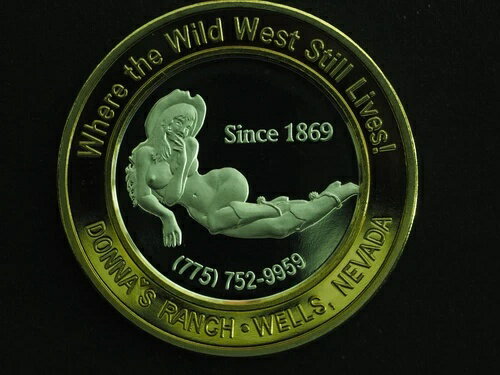 Where the Wild West Still Lives!
Since 1869
(775) 752-9959
DONNA'S RANCH • WELLS, NEVADA